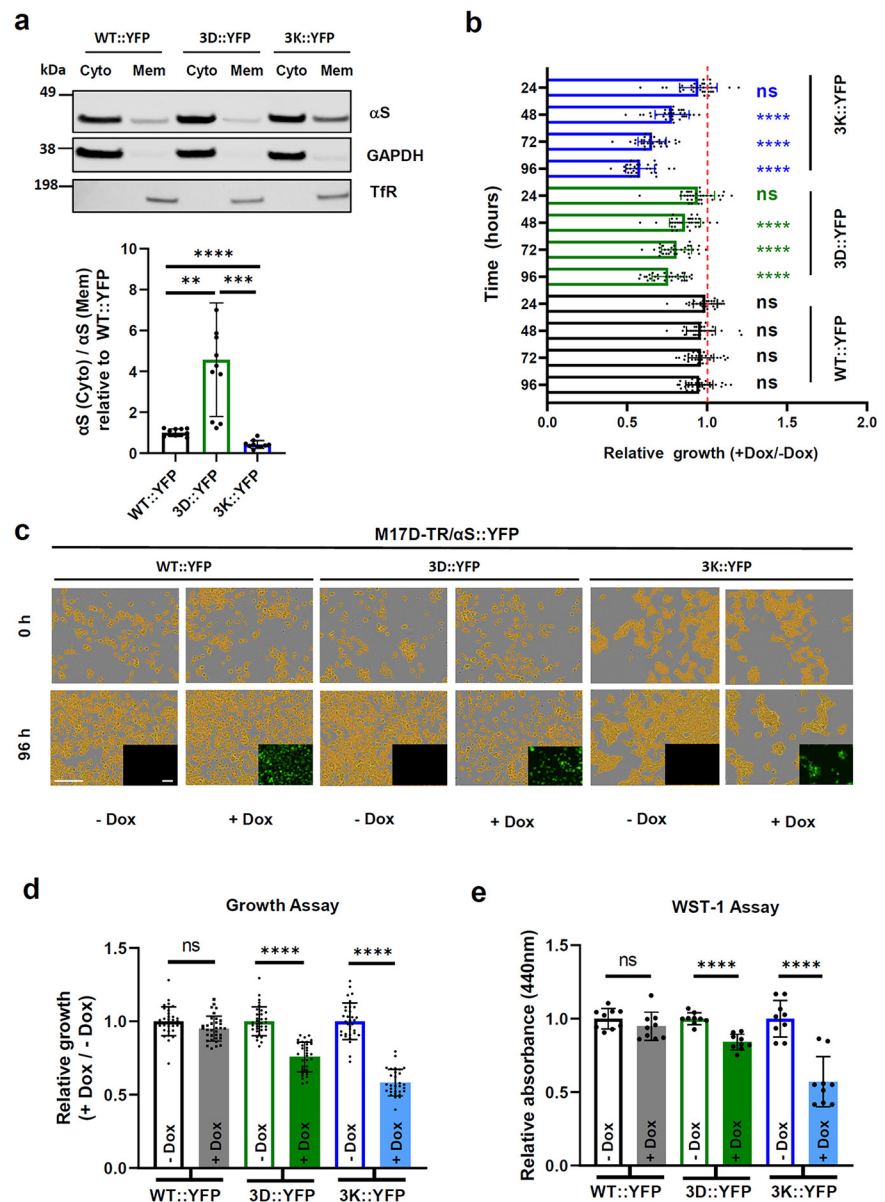 a
WT::YFP 3D::YFP 3K::YFP
kDa Cyto Mem Cyto Mem Cyto Mem
49
αS
38
GAPDH
198
TfR
αS (Cyto) / αS (Mem)
relative to WT::YFP
10
8
6
4
2
0
****
** ***
WT::YFP 3D::YFP 3K::YFP
b
Time (hours)
24 ns
48 ****
72 ****
96 ****
3K::YFP
24 ns
48 ****
72 ****
96 ****
3D::YFP
24 ns
48 ns
72 ns
96 ns
WT::YFP
0.0 0.5 1.0 1.5 2.0
Relative growth (+Dox/-Dox)
c
M17D-TR/αS::YFP
WT::YFP 3D::YFP 3K::YFP
0 h
96 h
- Dox + Dox - Dox + Dox - Dox + Dox
d
Growth Assay
Relative growth
(+ Dox / - Dox)
1.5
1.0
0.5
0.0
ns **** ****
- Dox + Dox - Dox + Dox - Dox + Dox
WT::YFP 3D::YFP 3K::YFP
e
WST-1 Assay
Relative absorbance (440nm)
1.5
1.0
0.5
0.0
ns **** ****
- Dox + Dox - Dox + Dox - Dox + Dox
WT::YFP 3D::YFP 3K::YFP